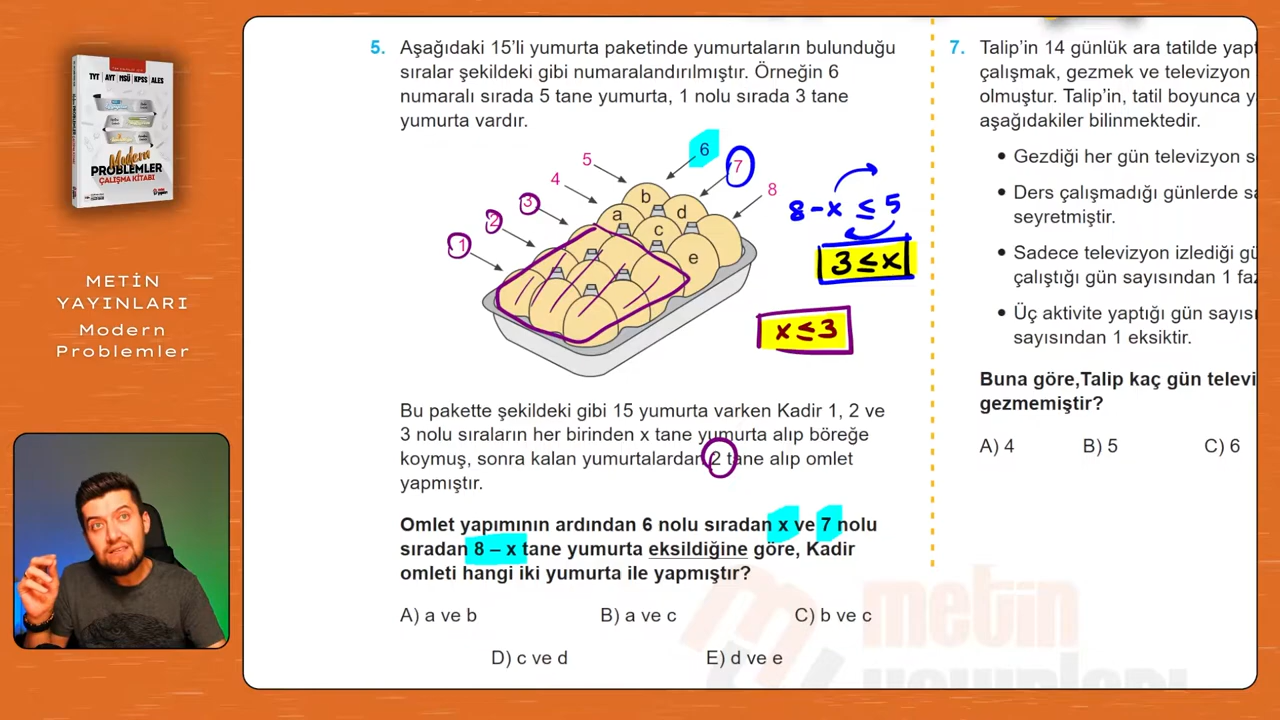 TYT | AYT | MSÜ | KPSS | ALES
Modern
PROBLEMLER
ÇALIŞMA KİTABI
METİN
YAYINLARI
Modern
Problemler
5. Aşağıdaki 15'li yumurta paketinde yumurtaların bulunduğu
sıralar şekildeki gibi numaralandırılmıştır. Örneğin 6
numaralı sırada 5 tane yumurta, 1 nolu sırada 3 tane
yumurta vardır.
1
2
3
4
5
6
7
8
b
a
d
c
e
8-x ≤ 5
3 ≤ x
x ≤ 3
Bu pakette şekildeki gibi 15 yumurta varken Kadir 1, 2 ve
3 nolu sıraların her birinden x tane yumurta alıp böreğe
koymuş, sonra kalan yumurtalardan 2 tane alıp omlet
yapmıştır.
Omlet yapımının ardından 6 nolu sıradan x ve 7 nolu
sıradan 8 – x tane yumurta eksildiğine göre, Kadir
omleti hangi iki yumurta ile yapmıştır?
A) a ve b
B) a ve c
C) b ve c
D) c ve d
E) d ve e
metin
7. Talip'in 14 günlük ara tatilde yapt
çalışmak, gezmek ve televizyon
olmuştur. Talip'in, tatil boyunca y
aşağıdakiler bilinmektedir.
• Gezdiği her gün televizyon s
• Ders çalışmadığı günlerde sa
seyretmiştir.
• Sadece televizyon izlediği gü
çalıştığı gün sayısından 1 faz
• Üç aktivite yaptığı gün sayısı
sayısından 1 eksiktir.
Buna göre,Talip kaç gün televi
gezmemiştir?
A) 4
B) 5
C) 6